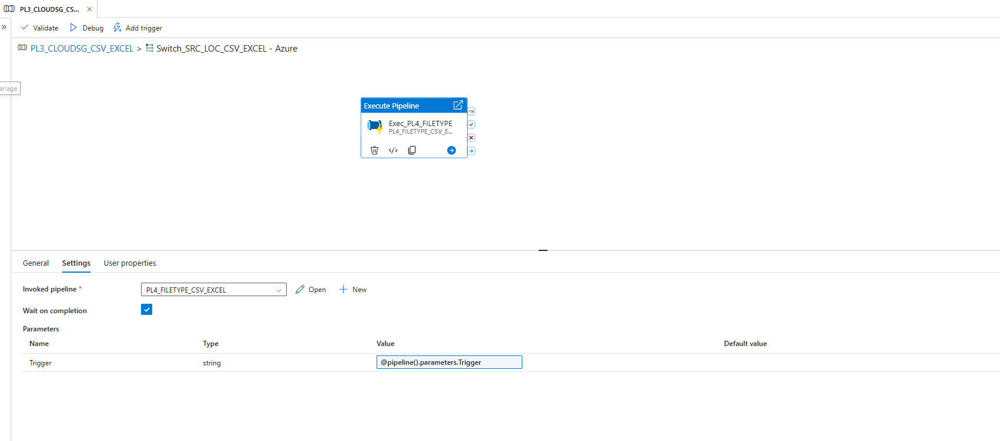 PL3_CLOUDSG_CS...
Validate Debug Add trigger
PL3_CLOUDSG_CSV_EXCEL > Switch_SRC_LOC_CSV_EXCEL - Azure
anage
Execute Pipeline
Exec_PL4_FILETYPE
PL4_FILETYPE_CSV_E...
General Settings User properties
Invoked pipeline * PL4_FILETYPE_CSV_EXCEL Open New
Wait on completion
Parameters
Name Type Value Default value
Trigger string @pipeline().parameters.Trigger